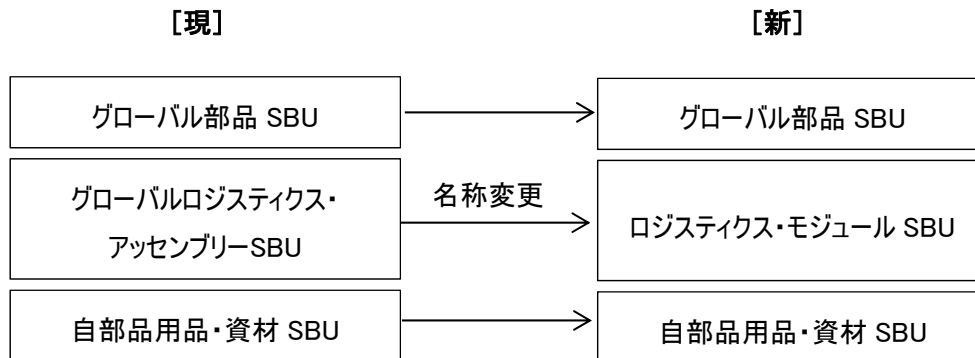 [現]
[新]
グローバル部品 SBU
グローバル部品 SBU
グローバルロジスティクス・
アッセンブリーSBU
名称変更
ロジスティクス・モジュール SBU
自部品用品・資材 SBU
自部品用品・資材 SBU